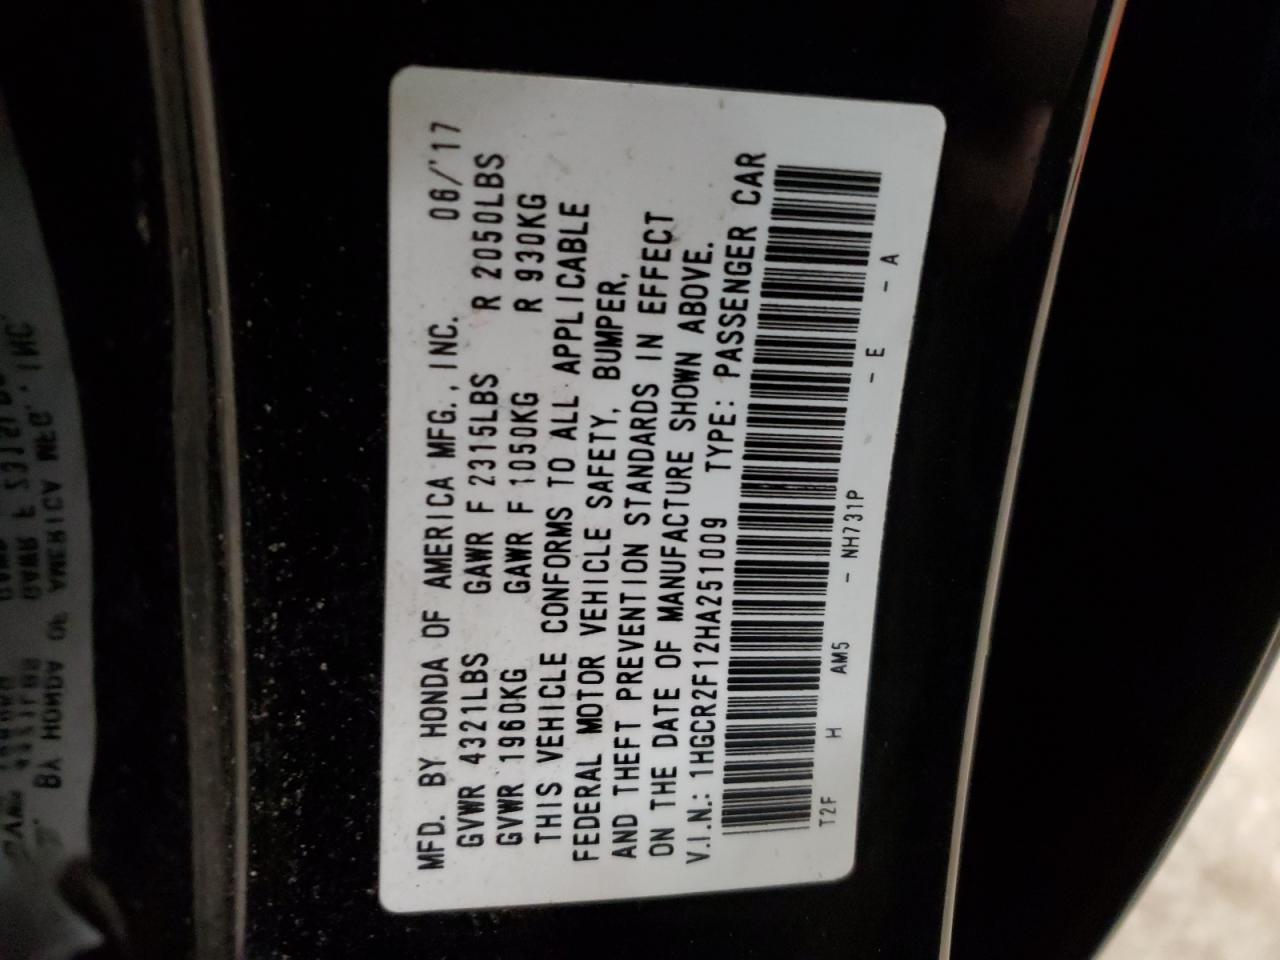 MFD. BY HONDA OF AMERICA MFG., INC. 06/'17
GVWR 4321LBS GAWR F 2315LBS R 2050LBS
GVWR 1960KG GAWR F 1050KG R 930KG
THIS VEHICLE CONFORMS TO ALL APPLICABLE
FEDERAL MOTOR VEHICLE SAFETY, BUMPER,
AND THEFT PREVENTION STANDARDS IN EFFECT
ON THE DATE OF MANUFACTURE SHOWN ABOVE.
V.I.N.: 1HGCR2F12HA251009 TYPE: PASSENGER CAR
T2F H AM5 - NH731P - E - A